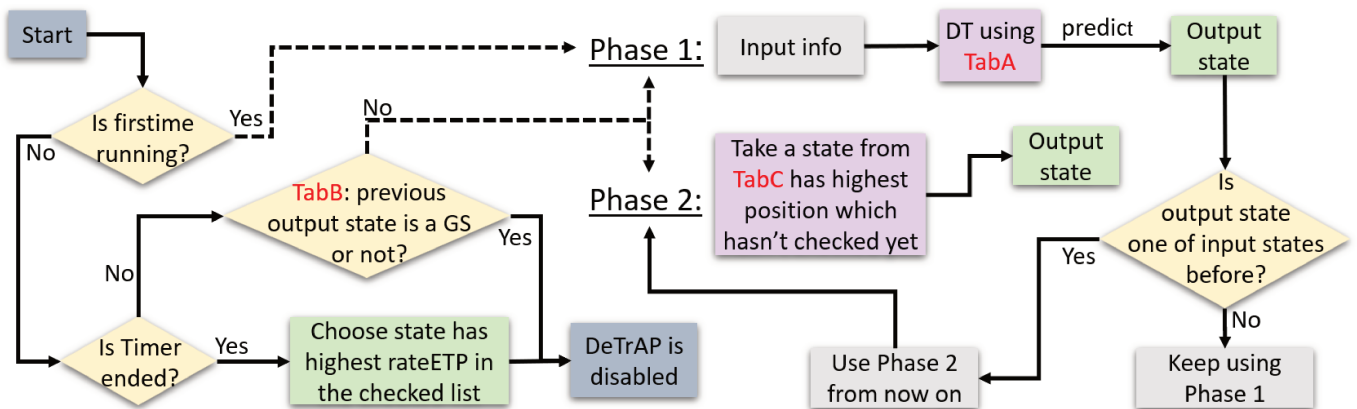 Start
Is firstime
running?
Yes
No
TabB: previous
output state is a GS
or not?
No
Yes
No
Is Timer
ended?
Yes
Choose state has
highest rateETP in
the checked list
DeTrAP is
disabled
Phase 1:
Input info
DT using
TabA
predict
Output
state
Phase 2:
Take a state from
TabC has highest
position which
hasn't checked yet
Output
state
Is
output state
one of input states
before?
Yes
No
Use Phase 2
from now on
Keep using
Phase 1